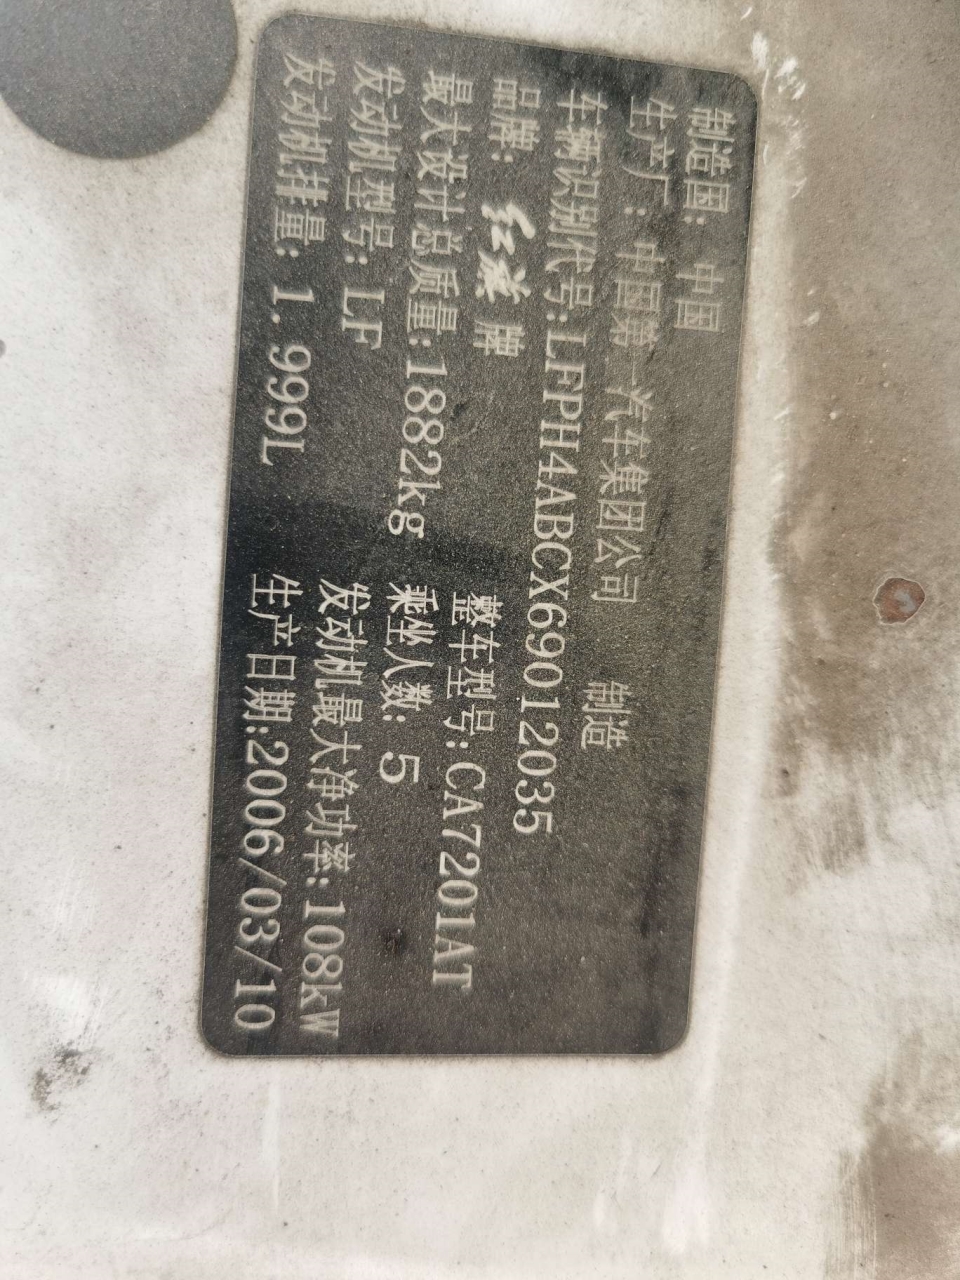 制造国: 中国
生产厂: 中国第一汽车集团公司 制造
车辆识别代号:LFPH4ABCX69012035
品牌: 红旗 牌 整车型号:CA7201AT
最大设计总质量:1882kg 乘坐人数: 5
发动机型号: LF 发动机最大净功率: 108kW
发动机排量: 1.999L 生产日期:2006/03/10